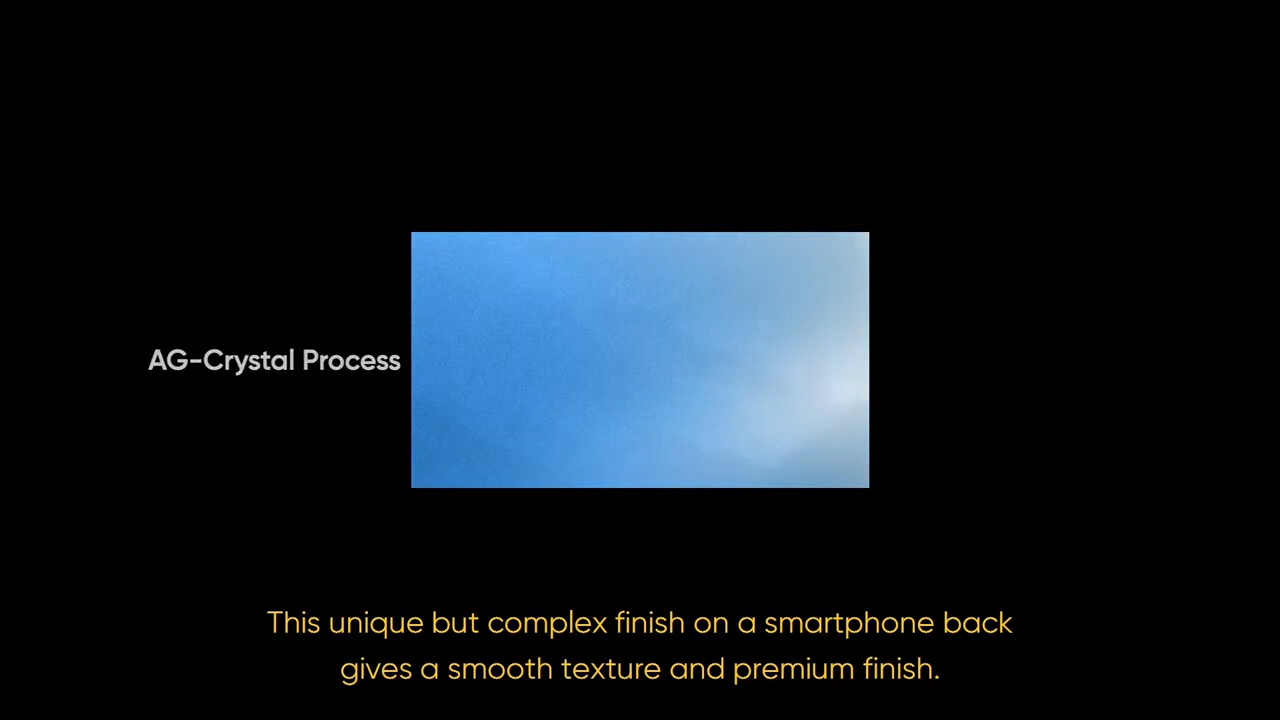 AG-Crystal Process
This unique but complex finish on a smartphone back
gives a smooth texture and premium finish.